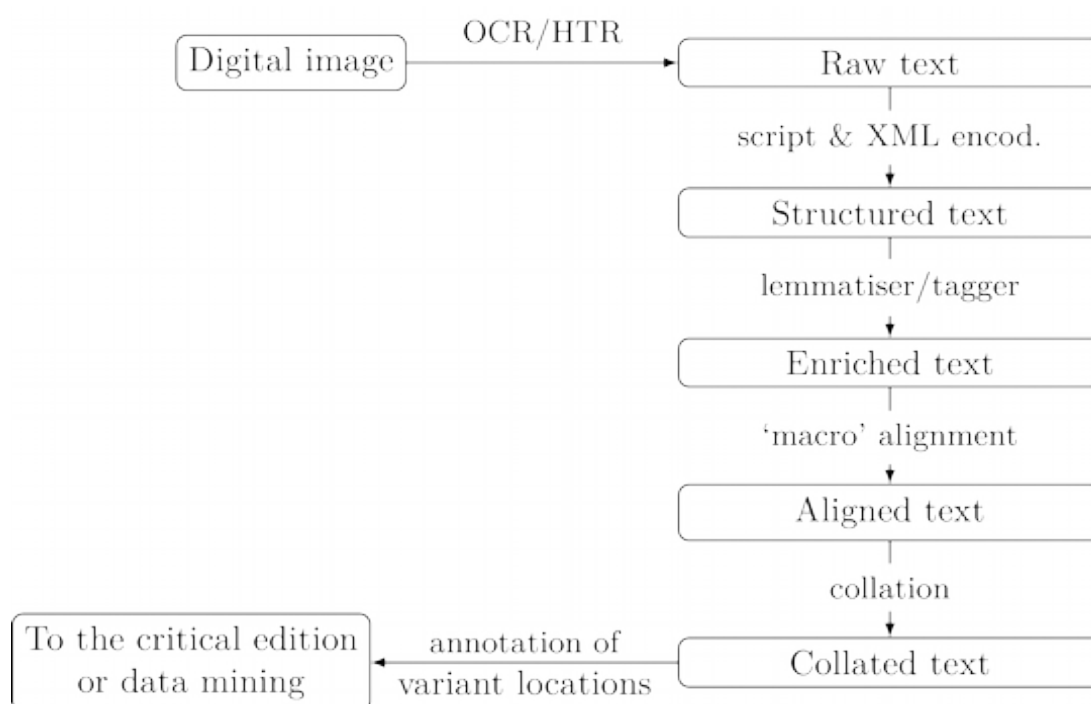 OCR/HTR
Digital image
Raw text
script & XML encod.
Structured text
lemmatiser/tagger
Enriched text
‘macro’ alignment
Aligned text
collation
Collated text
annotation of
variant locations
To the critical edition
or data mining